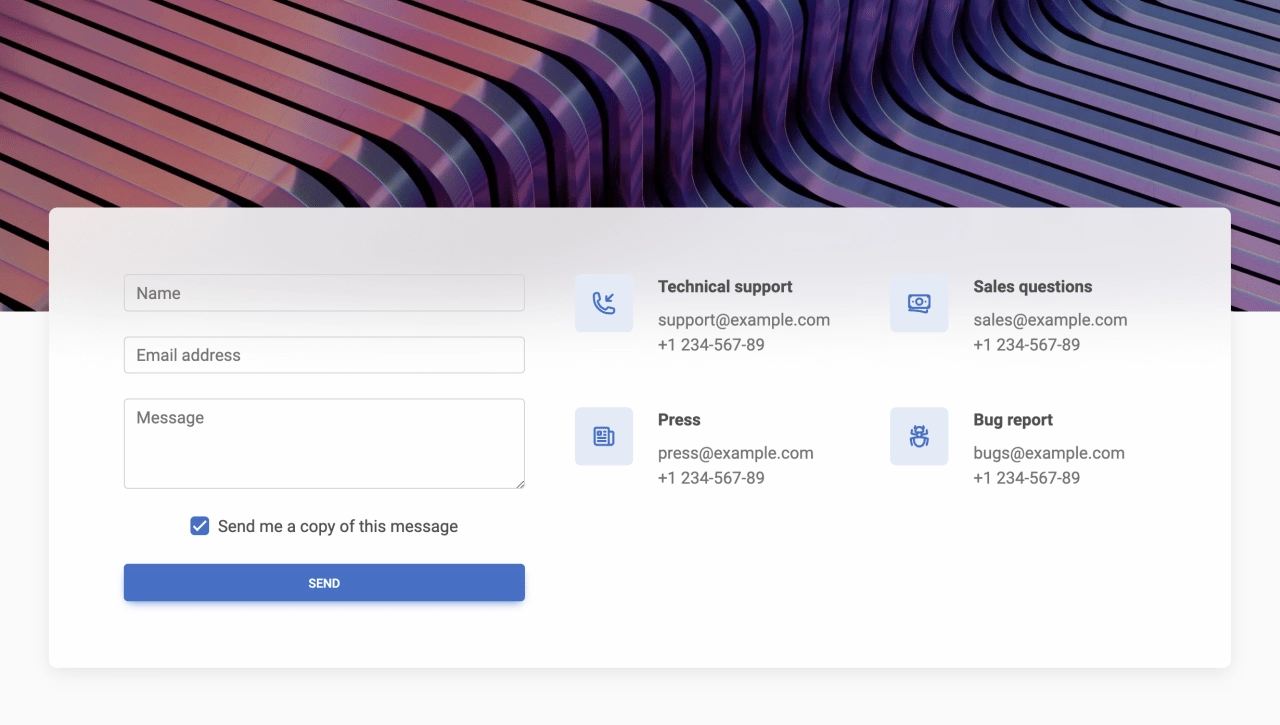 Name
Email address
Message
Send me a copy of this message
SEND
Technical support
support@example.com
+1 234-567-89
Sales questions
sales@example.com
+1 234-567-89
Press
press@example.com
+1 234-567-89
Bug report
bugs@example.com
+1 234-567-89